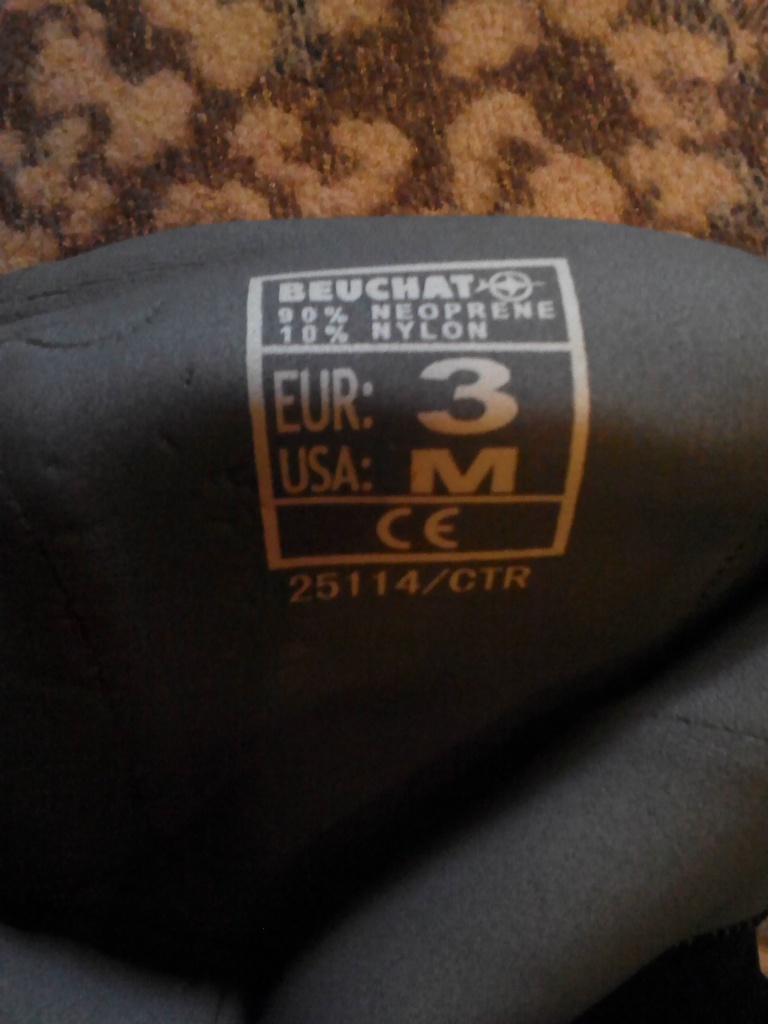 BEUCHAT
90% NEOPRENE
10% NYLON
EUR: 3
USA: M
CE
25114/CTR